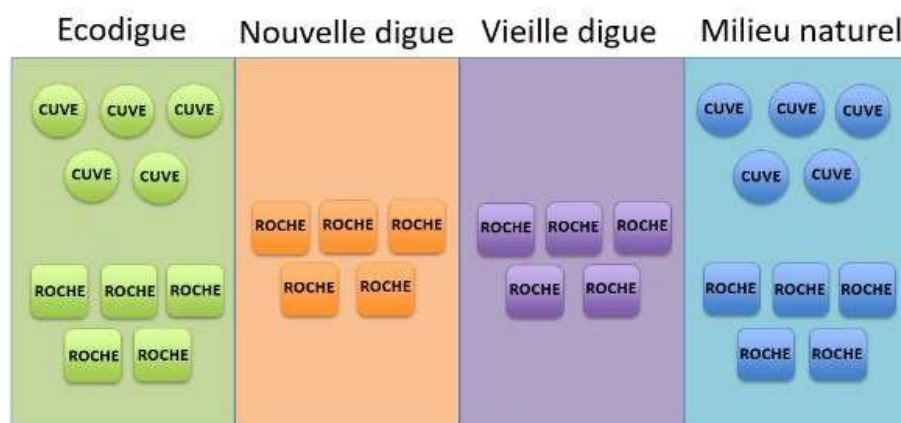 Ecodigue Nouvelle digue Vieille digue Milieu naturel
CUVE CUVE CUVE CUVE CUVE CUVE
CUVE CUVE CUVE CUVE
ROCHE ROCHE ROCHE ROCHE ROCHE ROCHE
ROCHE ROCHE ROCHE ROCHE
ROCHE ROCHE ROCHE ROCHE ROCHE ROCHE
ROCHE ROCHE ROCHE ROCHE